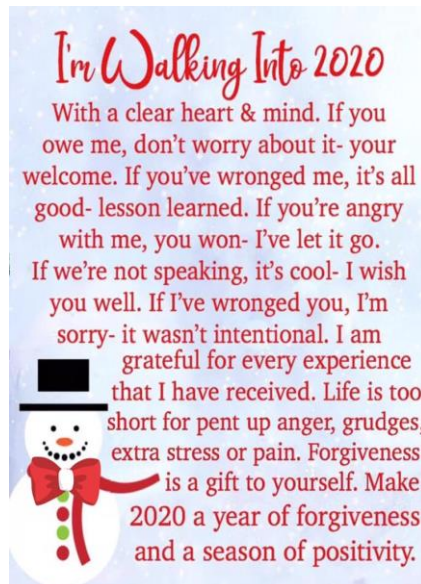 I'm Walking Into 2020
With a clear heart & mind. If you
owe me, don't worry about it- your
welcome. If you've wronged me, it's all
good- lesson learned. If you're angry
with me, you won- I've let it go.
If we're not speaking, it's cool- I wish
you well. If I've wronged you, I'm
sorry- it wasn't intentional. I am
grateful for every experience
that I have received. Life is too
short for pent up anger, grudges,
extra stress or pain. Forgiveness
is a gift to yourself. Make
2020 a year of forgiveness
and a season of positivity.